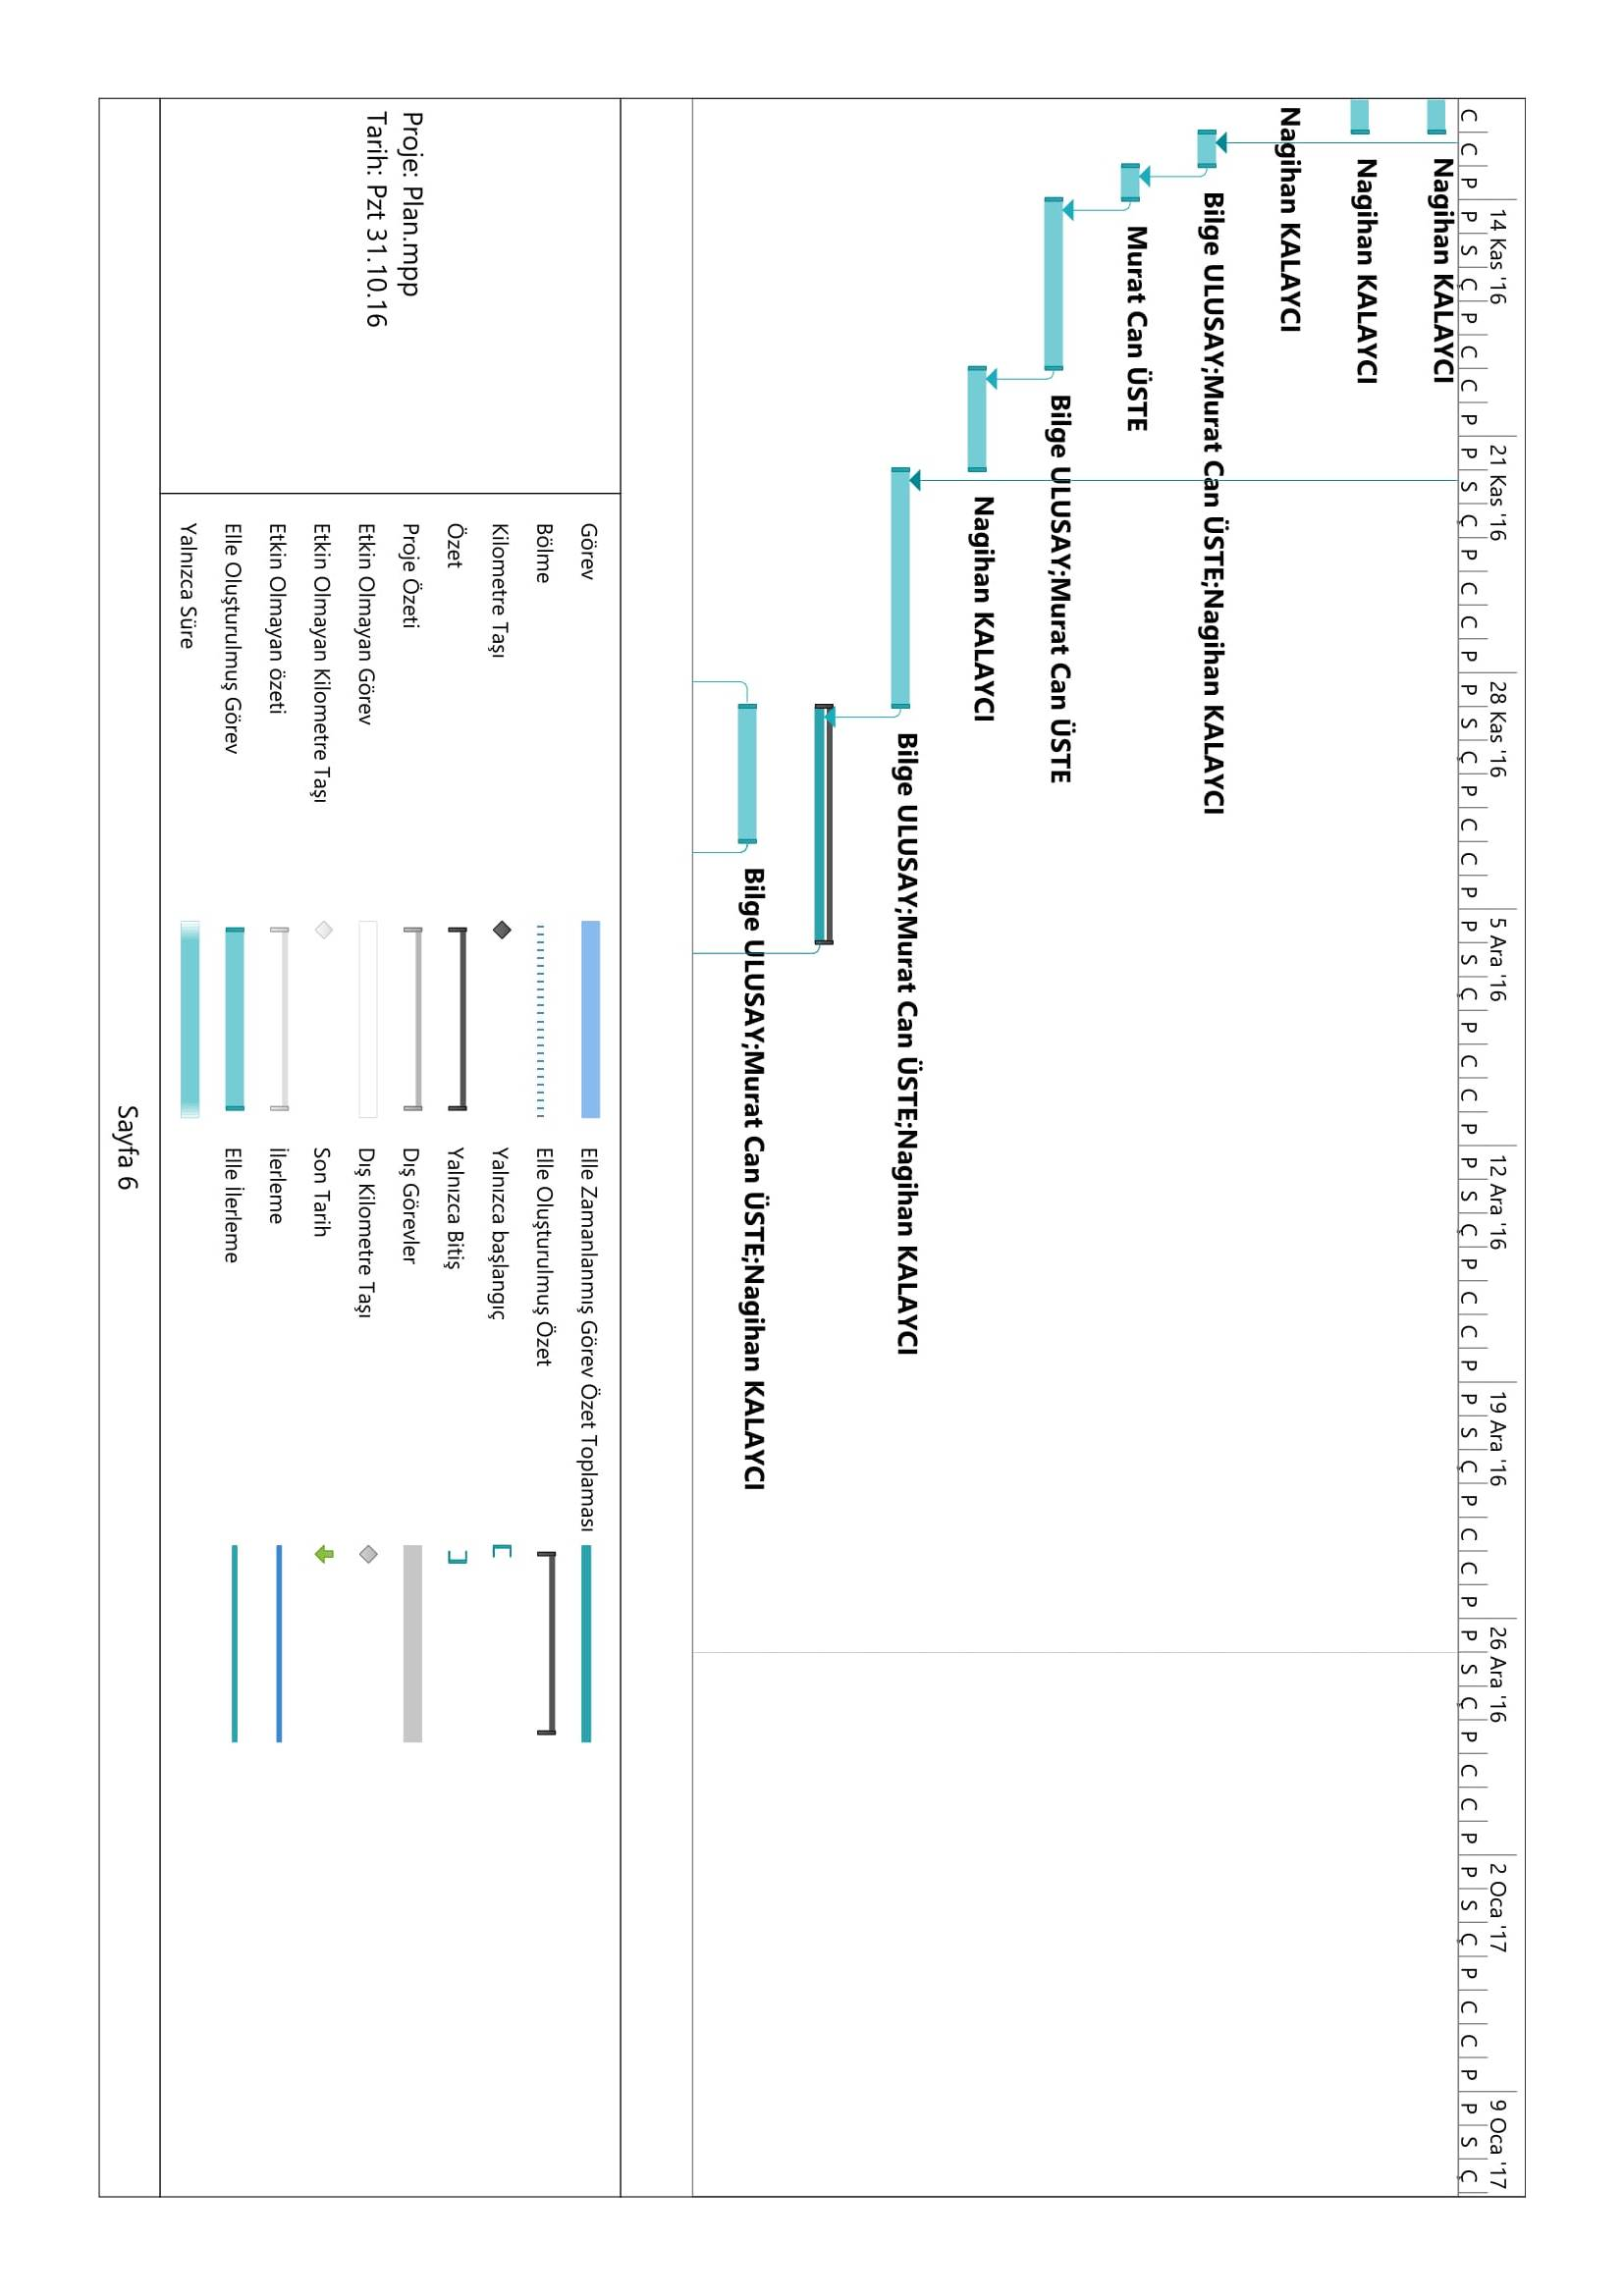 14 Kas '16 21 Kas '16 28 Kas '16 5 Ara '16 12 Ara '16 19 Ara '16 26 Ara '16 2 Oca '17 9 Oca '17
C C P P S Ç P C C P P S Ç P C C P P S Ç P C C P P S Ç P C C P P S Ç P C C P P S Ç P C C P P S Ç P C C P P S Ç P C C P P S Ç
Nagihan KALAYCI
Nagihan KALAYCI
Nagihan KALAYCI
Bilge ULUSAY;Murat Can ÜSTE;Nagihan KALAYCI
Murat Can ÜSTE
Bilge ULUSAY;Murat Can ÜSTE
Nagihan KALAYCI
Bilge ULUSAY;Murat Can ÜSTE;Nagihan KALAYCI
Bilge ULUSAY;Murat Can ÜSTE;Nagihan KALAYCI
Proje: Plan.mpp
Tarih: Pzt 31.10.16
Görev
Bölme
Kilometre Taşı
Özet
Proje Özeti
Etkin Olmayan Görev
Etkin Olmayan Kilometre Taşı
Etkin Olmayan özeti
Elle Oluşturulmuş Görev
Yalnızca Süre
Elle Zamanlanmış Görev Özet Toplaması
Elle Oluşturulmuş Özet
Yalnızca başlangıç
Yalnızca Bitiş
Dış Görevler
Dış Kilometre Taşı
Son Tarih
İlerleme
Elle İlerleme
Sayfa 6